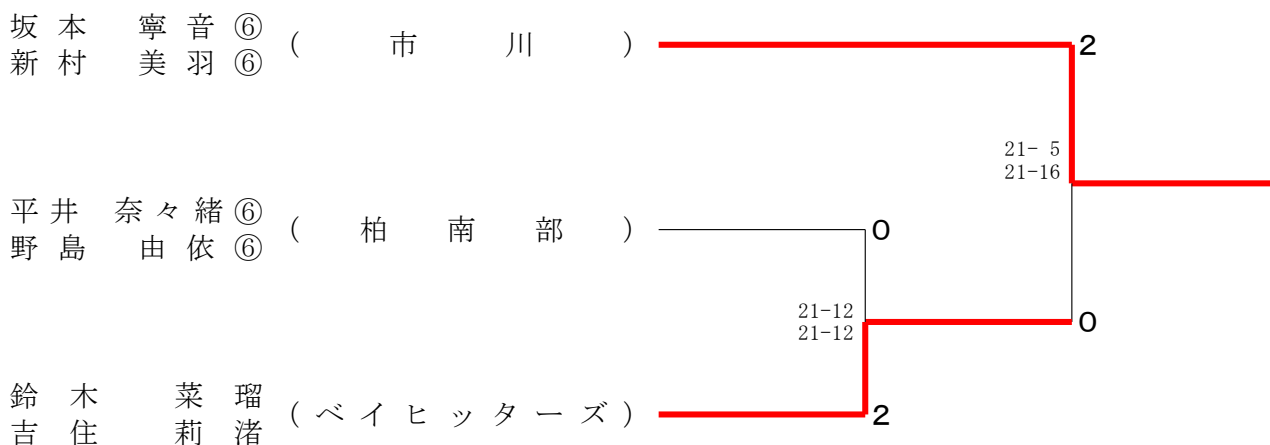 坂本 寧音⑥
新村 美羽⑥
( 市川 )
2
21- 5
21-16
平井 奈々緒⑥
野島 由依⑥
( 柏南部 )
0
21-12
21-12
0
鈴木 菜瑠
吉住 莉渚
(ベイヒッターズ)
2